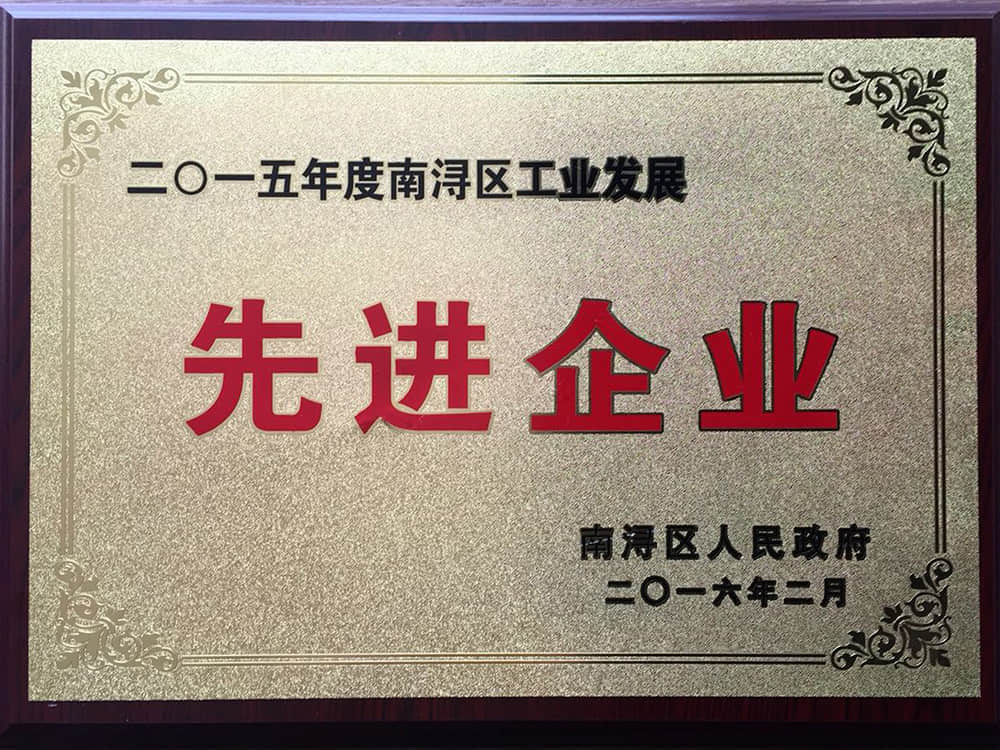 二〇一五年度南浔区工业发展
先进企业
南浔区人民政府
二〇一六年二月